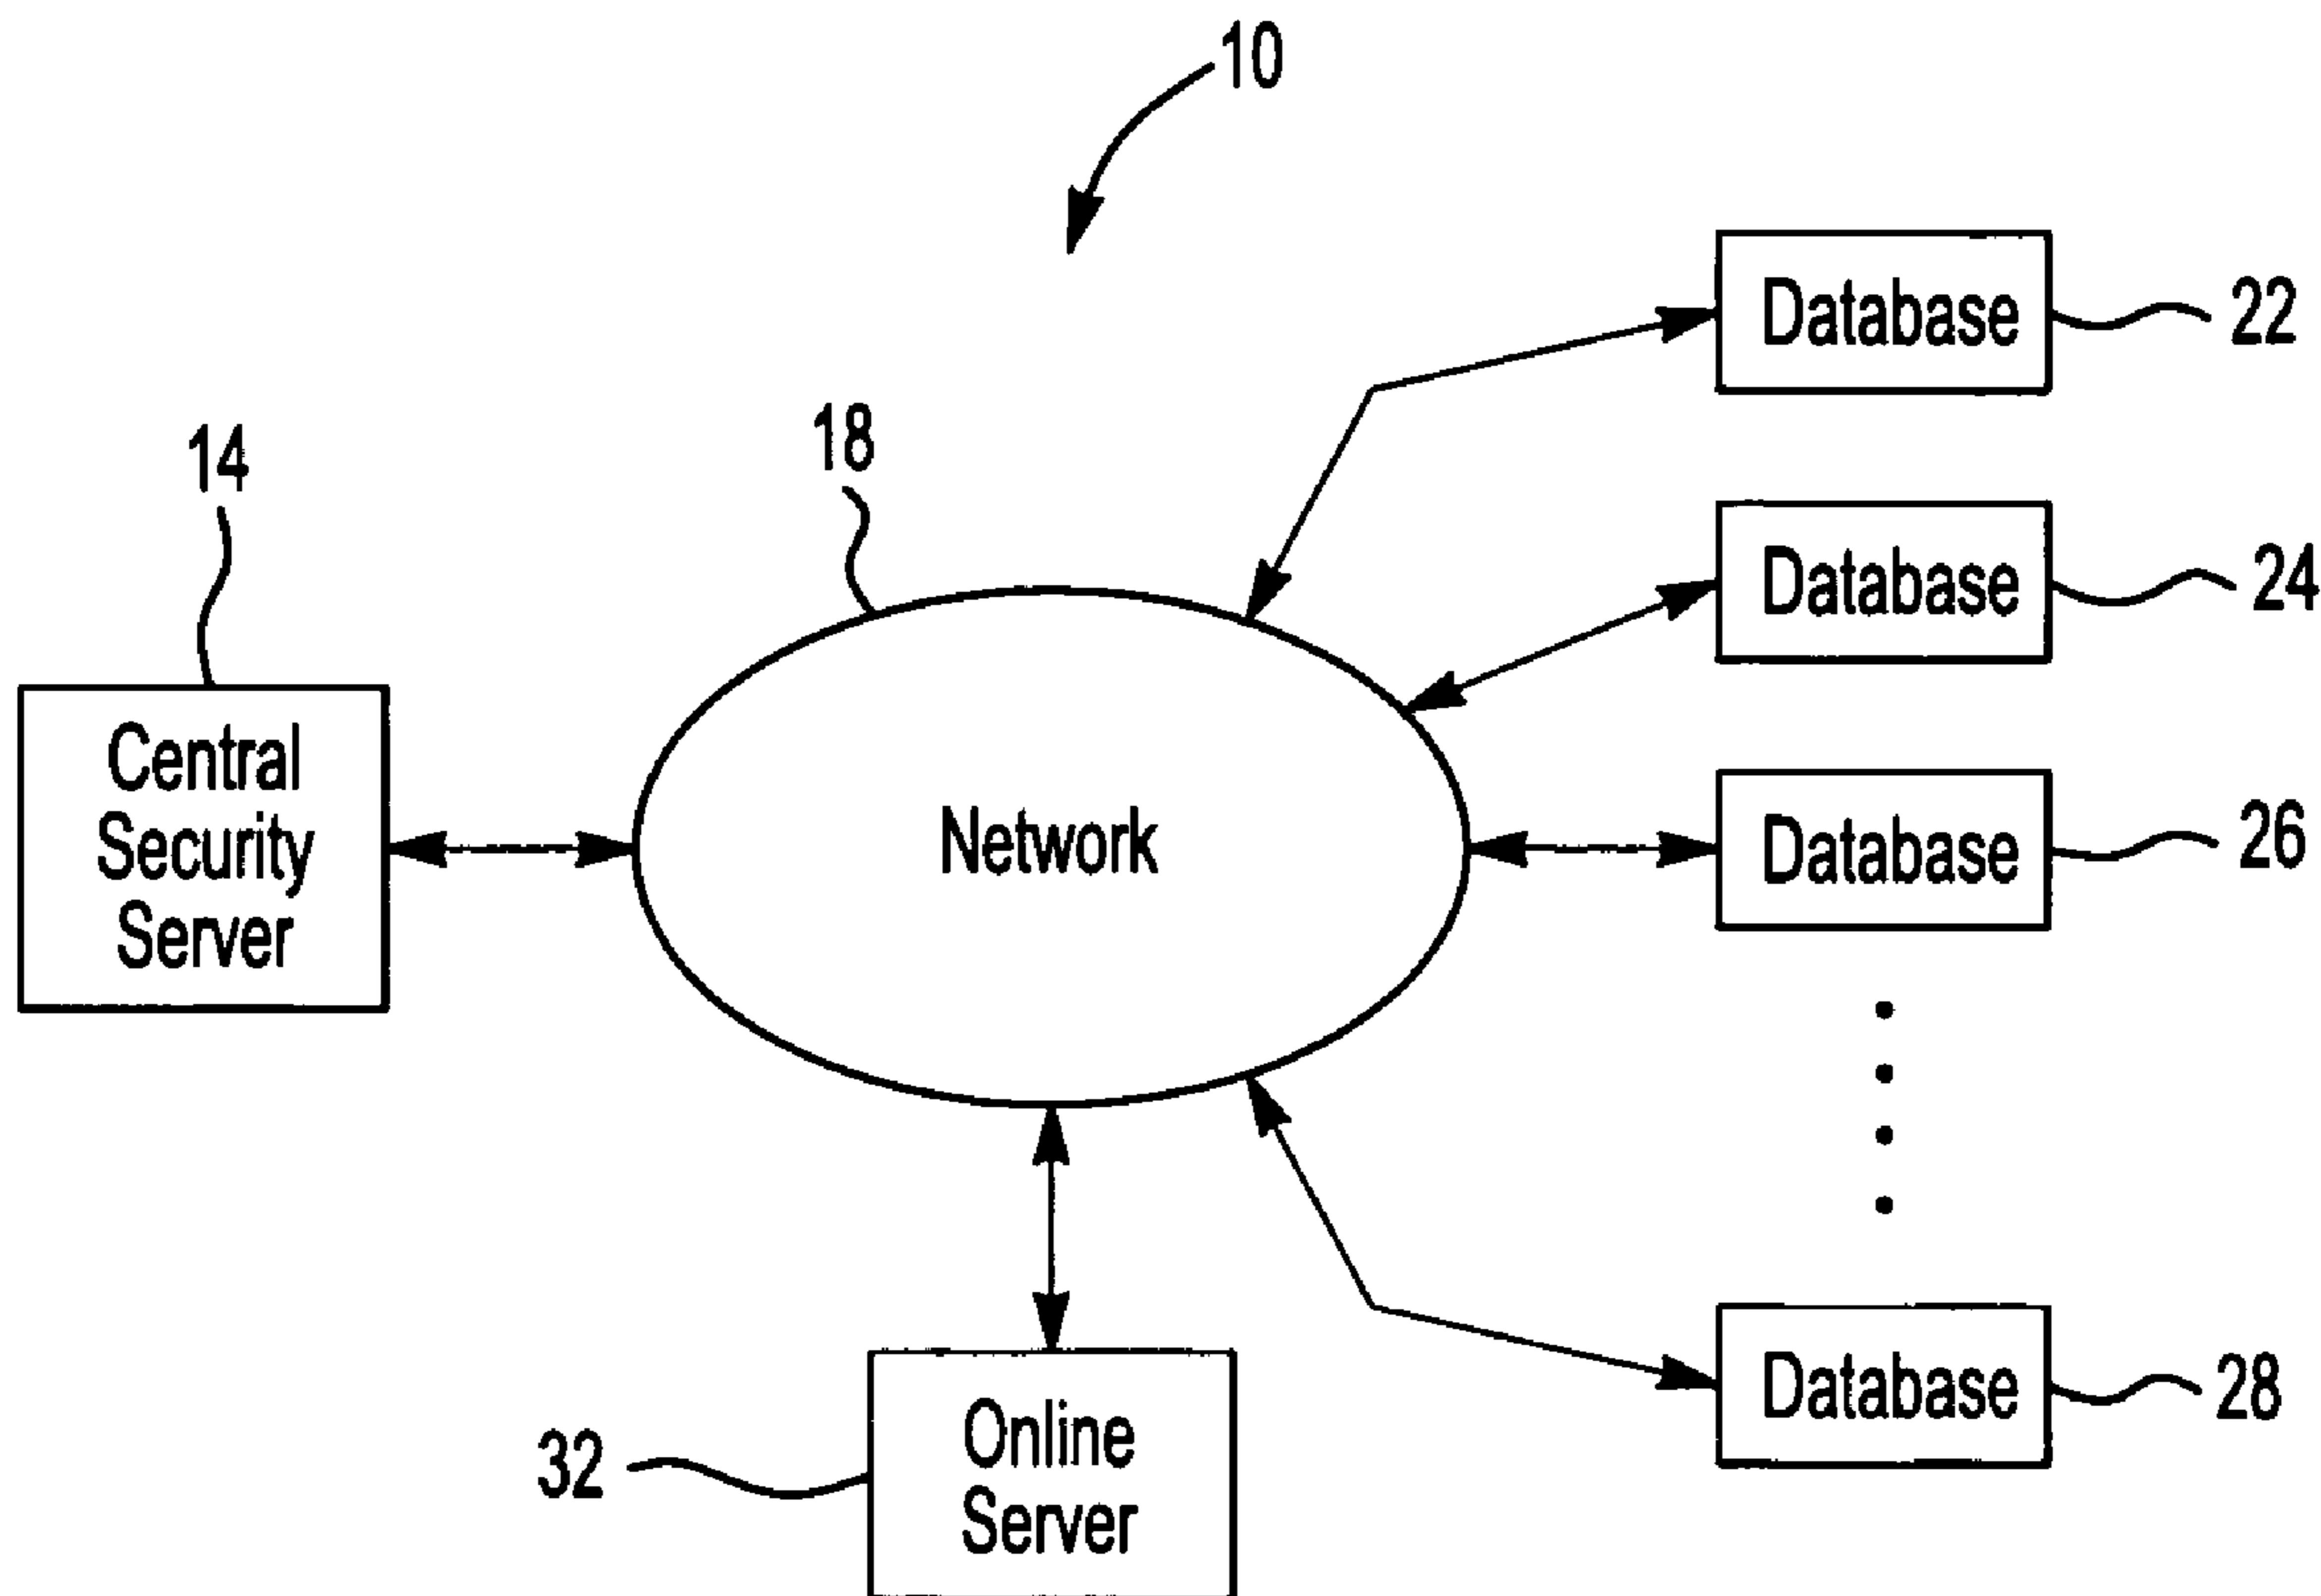 10
Database
22
14
18
Database
24
Central
Security
Server
Network
Database
26
Database
28
32
Online
Server